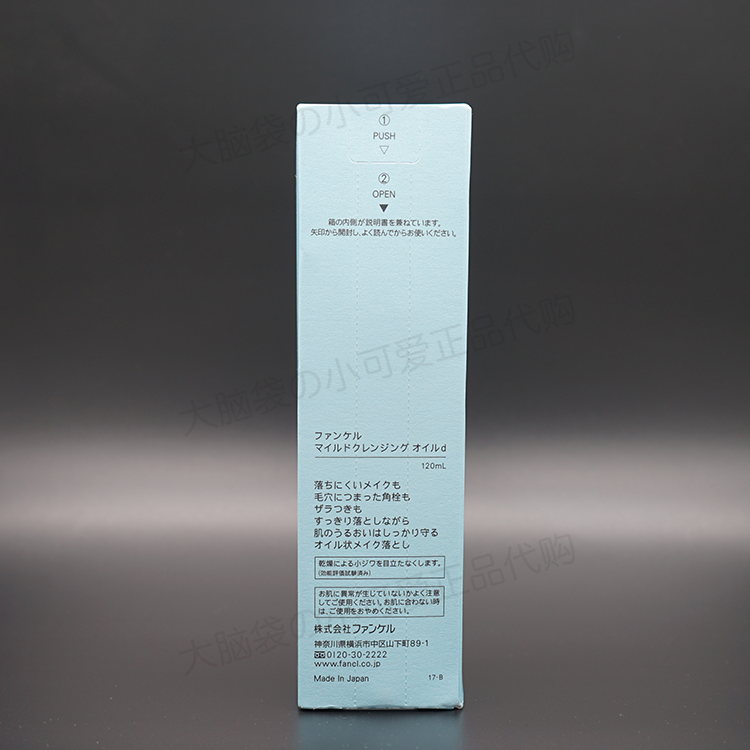 ①
PUSH
▽
②
OPEN
▼
箱の内側が説明書を兼ねています。
矢印から開封し、よく読んでからお使いください。
ファンケル
マイルドクレンジング オイルd
120mL
落ちにくいメイクも
毛穴につまった角栓も
ザラつきも
すっきり落としながら
肌のうるおいはしっかり守る
オイル状メイク落とし
乾燥による小ジワを目立たなくします。
(効能評価試験済み)
お肌に異常が生じていないかよく注意
してご使用ください。お肌に合わない時
は、ご使用をおやめください。
株式会社ファンケル
神奈川県横浜市中区山下町89-1
0120-30-2222
www.fancl.co.jp
Made In Japan
17-B
大脑袋の小可爱正品代购
大脑袋の小可爱正品代购
大脑袋の小可爱正品代购